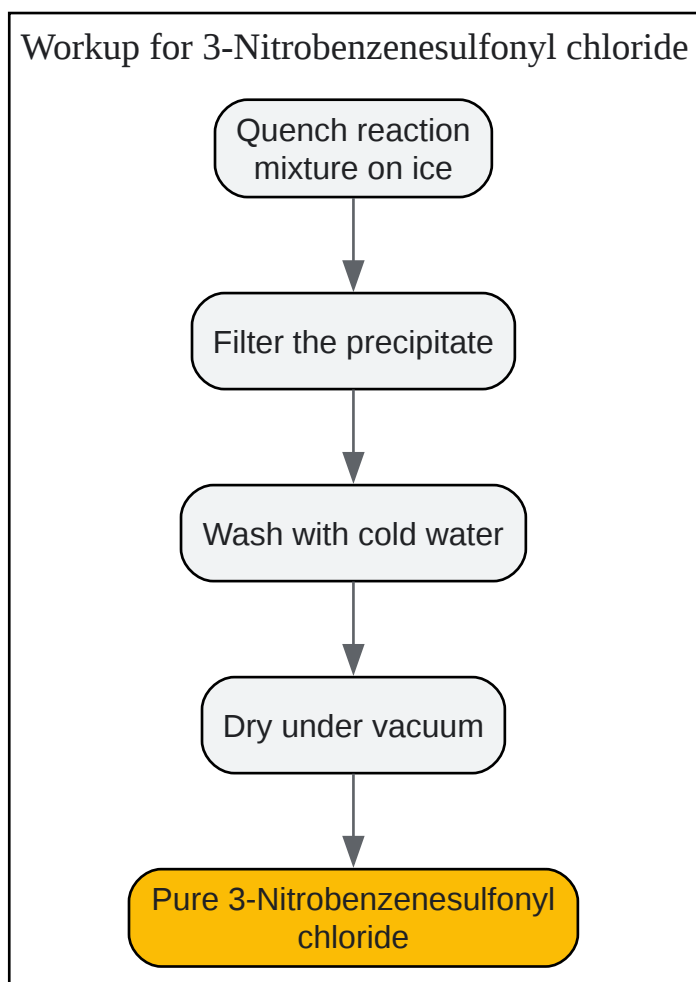 Workup for 3-Nitrobenzenesulfonyl chloride
Quench reaction
mixture on ice
Filter the precipitate
Wash with cold water
Dry under vacuum
Pure 3-Nitrobenzenesulfonyl
chloride